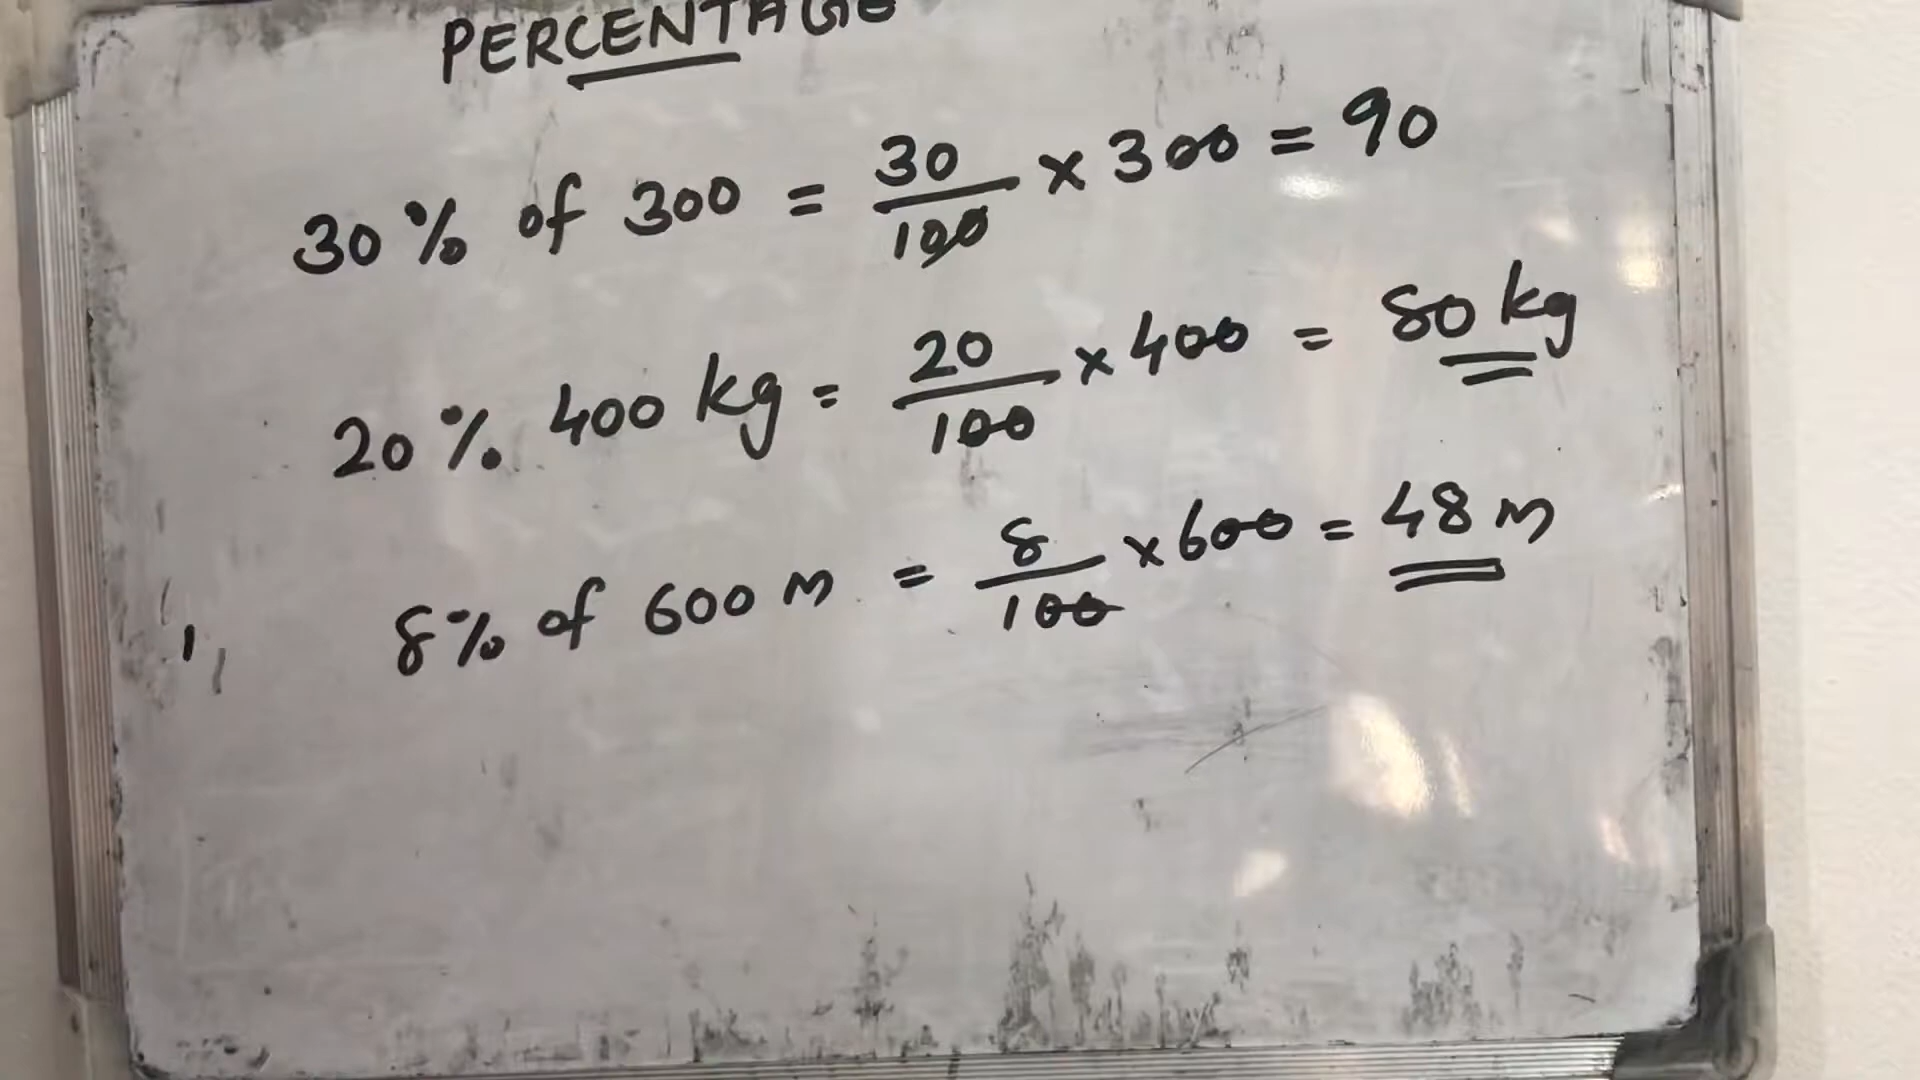 PERCENTAGE
30% of 300 = 30/100 × 300 = 90
20% 400 kg = 20/100 × 400 = 80 kg
8% of 600 m = 8/100 × 600 = 48 m